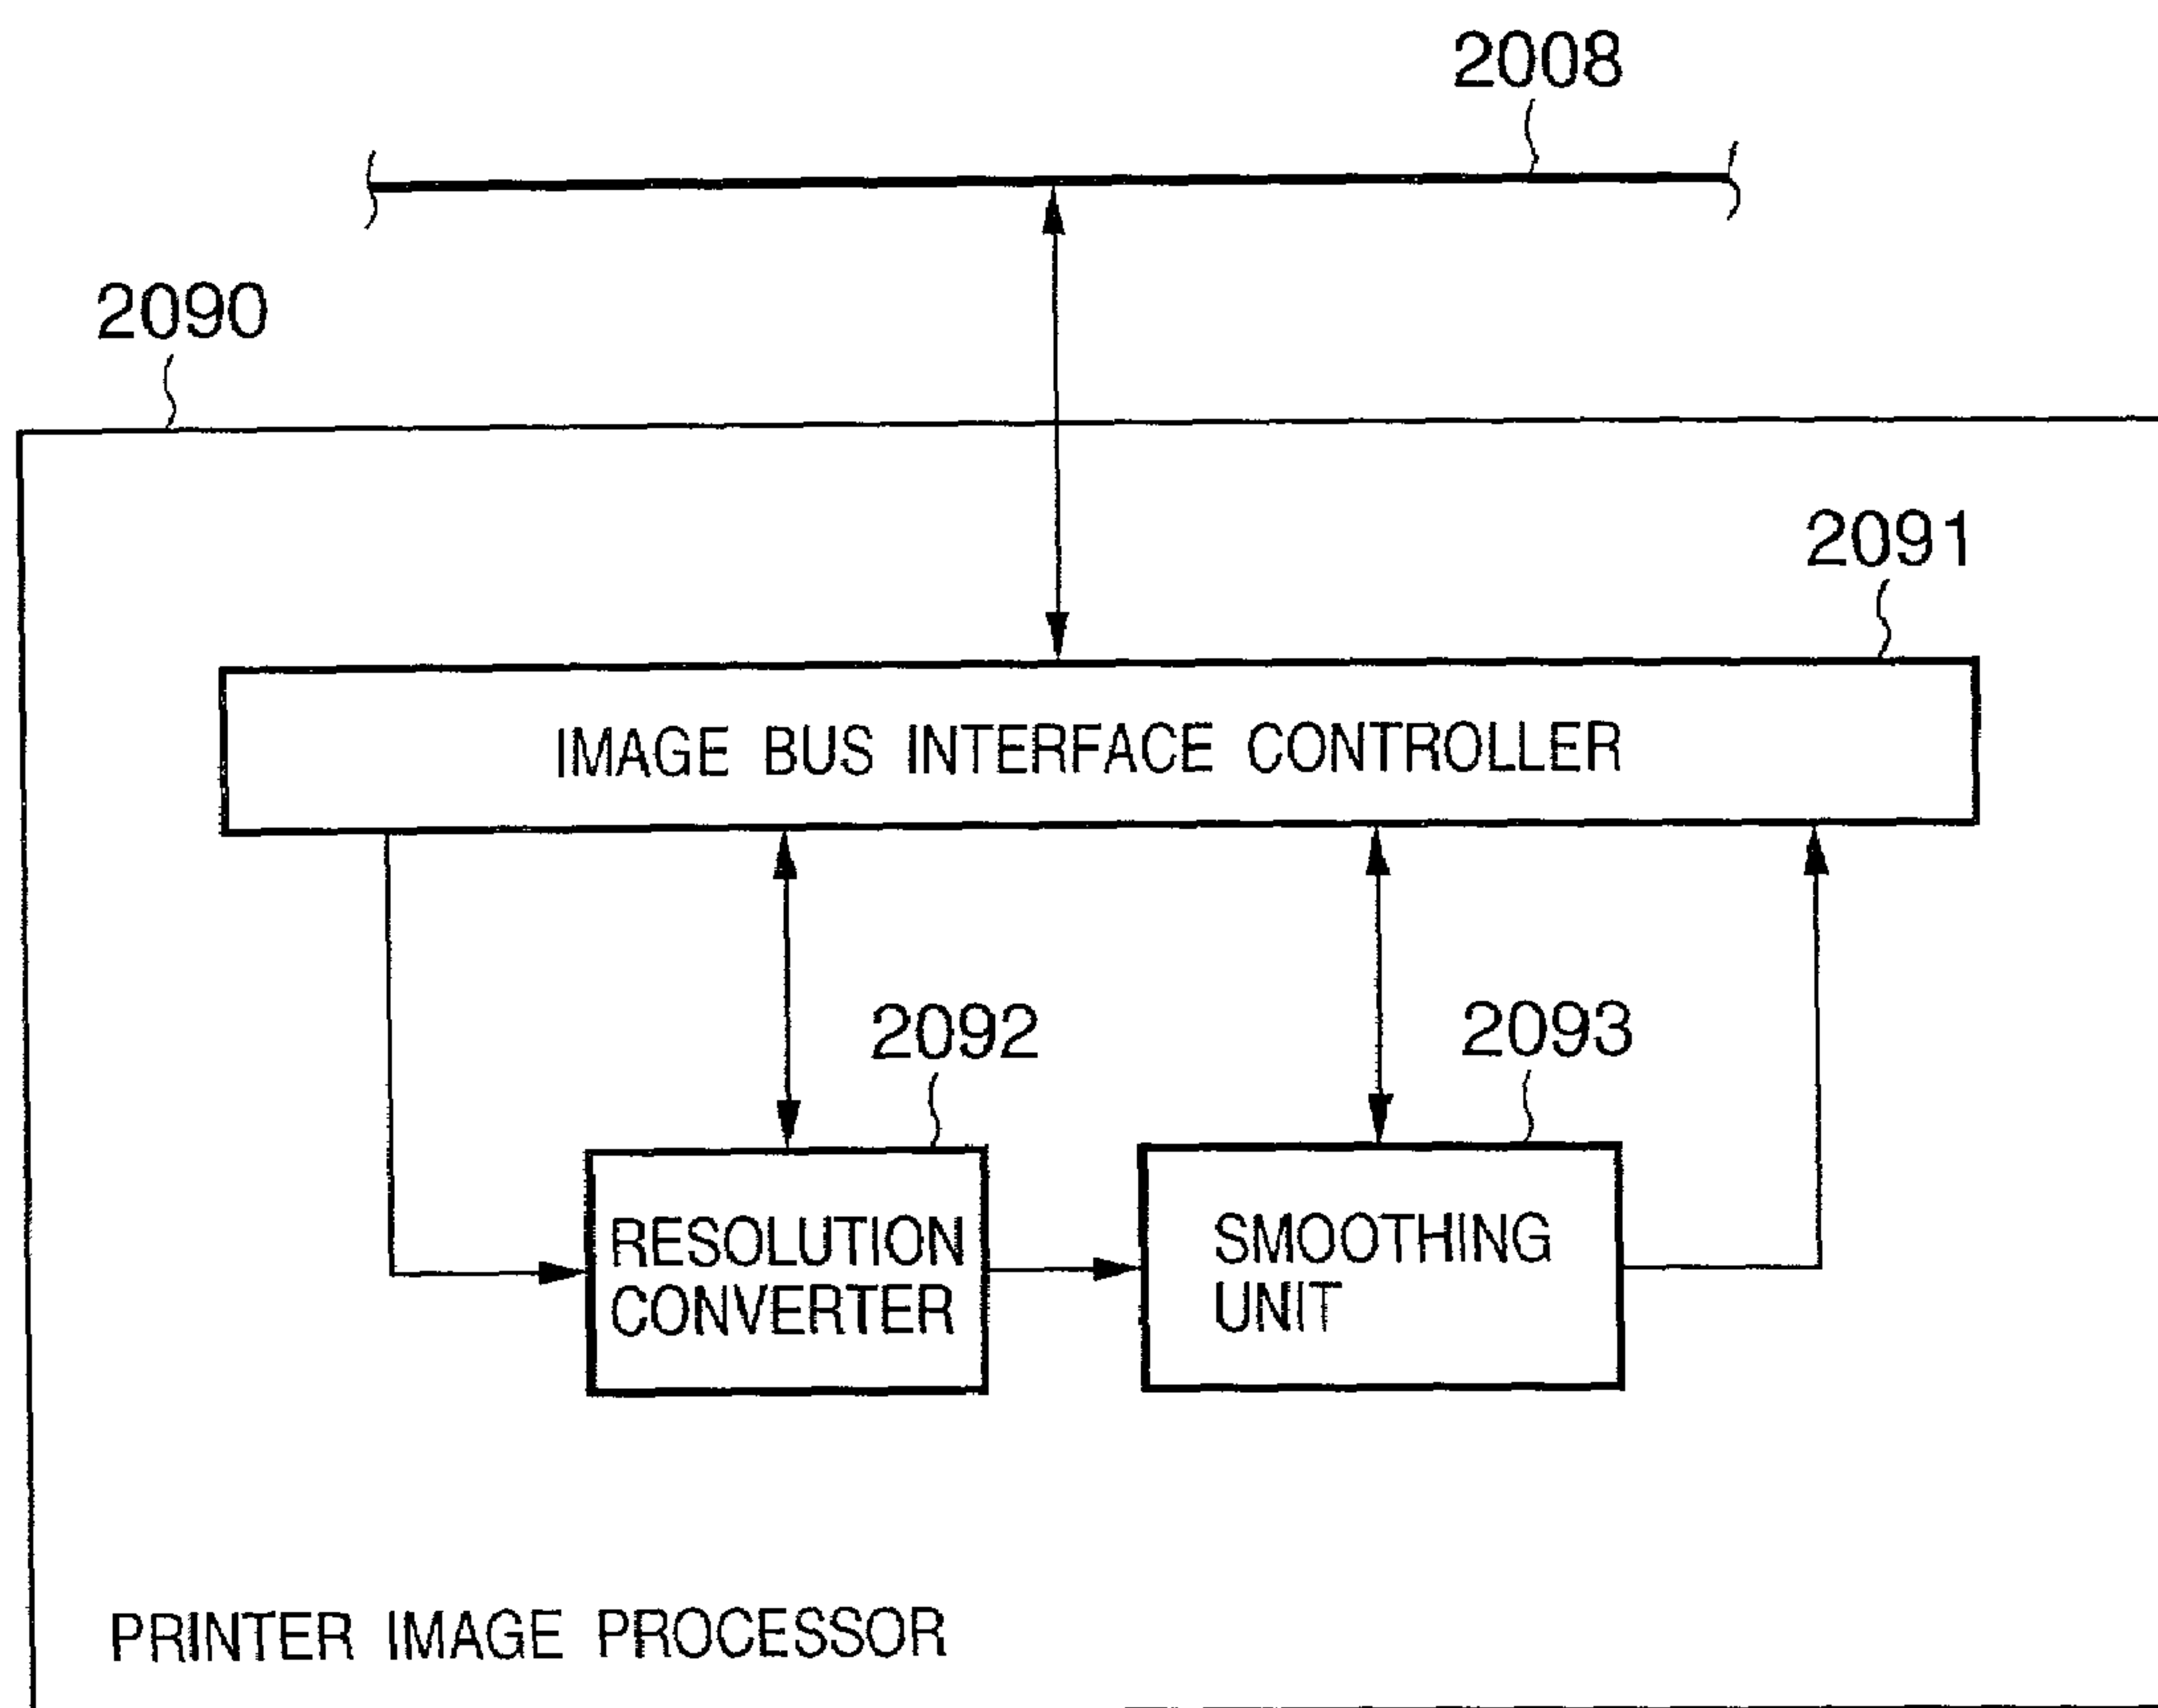 2008
2090
2091
IMAGE BUS INTERFACE CONTROLLER
2092
2093
RESOLUTION
CONVERTER
SMOOTHING
UNIT
PRINTER IMAGE PROCESSOR